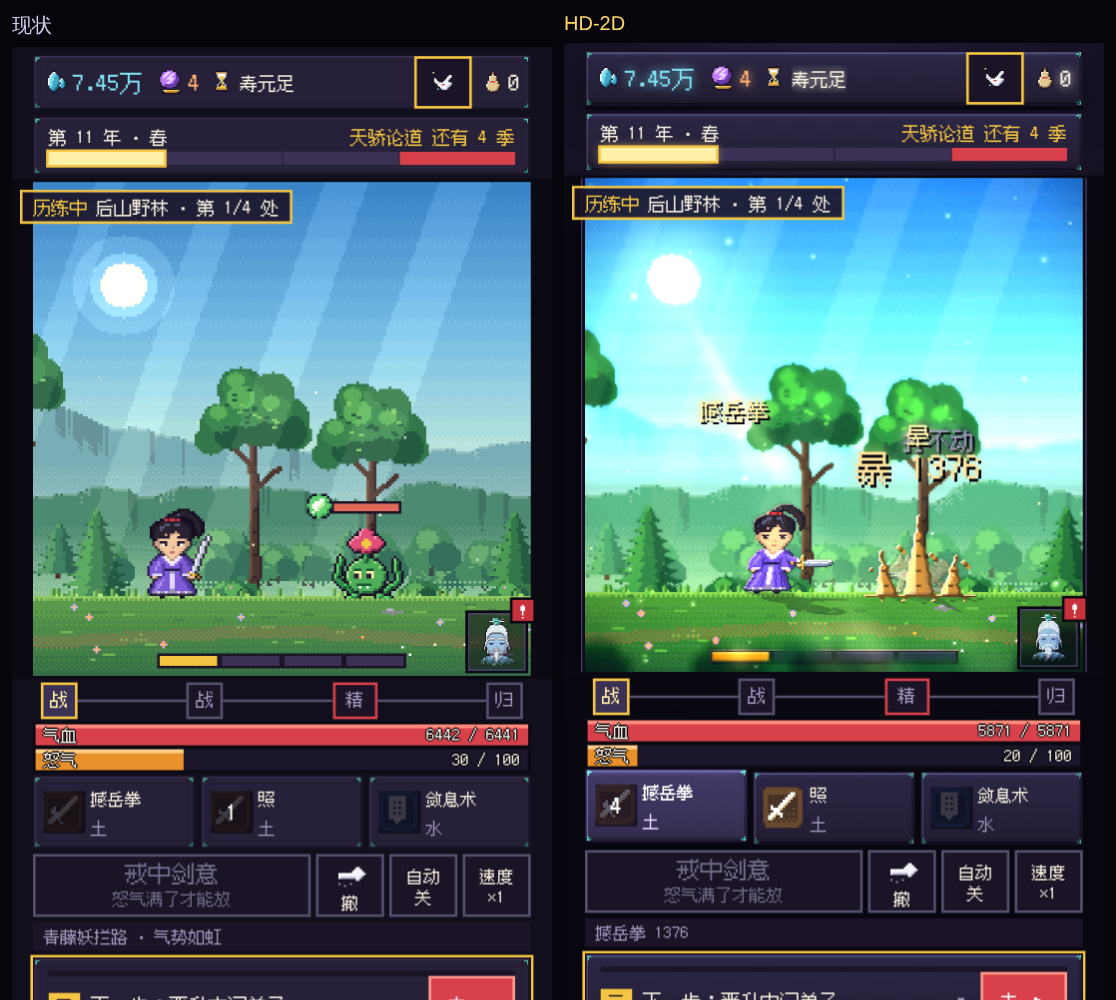 现状
7.45万 4 寿元足 0
第 11 年 · 春 天骄论道 还有 4 季
历练中 后山野林 · 第 1/4 处
战 战 精 归
气血 6442 / 6441
怒气 30 / 100
撼岳拳 土
1 照 土
敛息术 水
戒中剑意
怒气满了才能放
撤
自动 关
速度 ×1
青藤妖拦路 · 气势如虹
HD-2D
7.45万 4 寿元足 0
第 11 年 · 春 天骄论道 还有 4 季
历练中 后山野林 · 第 1/4 处
撼岳拳
不动
暴 1376
战 战 精 归
气血 5871 / 5871
怒气 20 / 100
4 撼岳拳 土
照 土
敛息术 水
戒中剑意
怒气满了才能放
撤
自动 关
速度 ×1
撼岳拳 1376